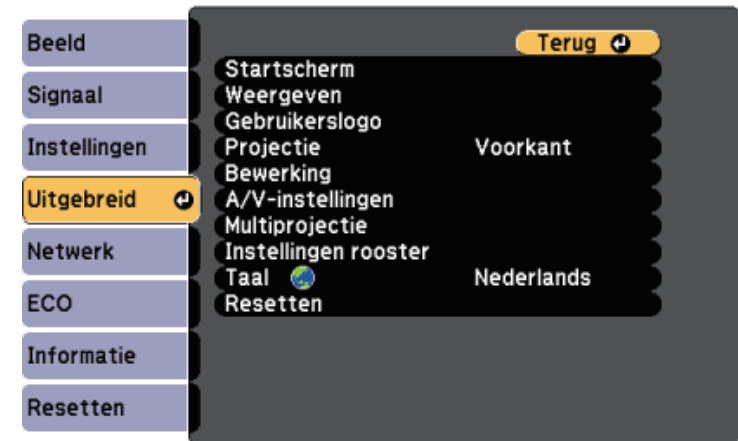 Beeld
Signaal
Instellingen
Uitgebreid
Netwerk
ECO
Informatie
Resetten
Terug
Startscherm
Weergeven
Gebruikerslogo
Projectie Voorkant
Bewerking
A/V-instellingen
Multiprojectie
Instellingen rooster
Taal Nederlands
Resetten